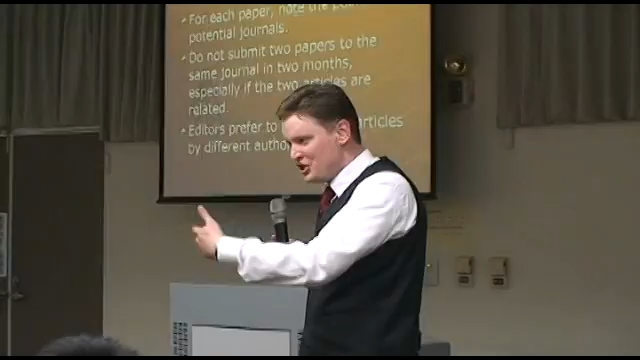 For each paper, note the
potential journals.
Do not submit two papers to the
same journal in two months,
especially if the two articles are
related.
Editors prefer to articles
by different